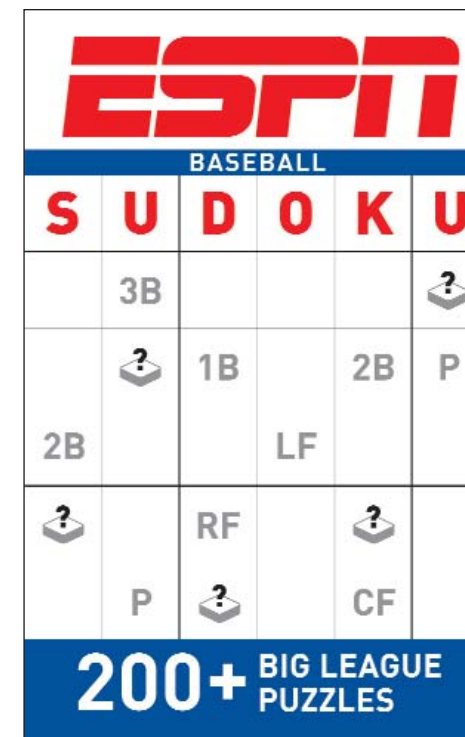 ESPN
BASEBALL
S U D O K U
3B ?
? 1B 2B P
2B LF
? RF ?
P ? CF
200+ BIG LEAGUE
PUZZLES